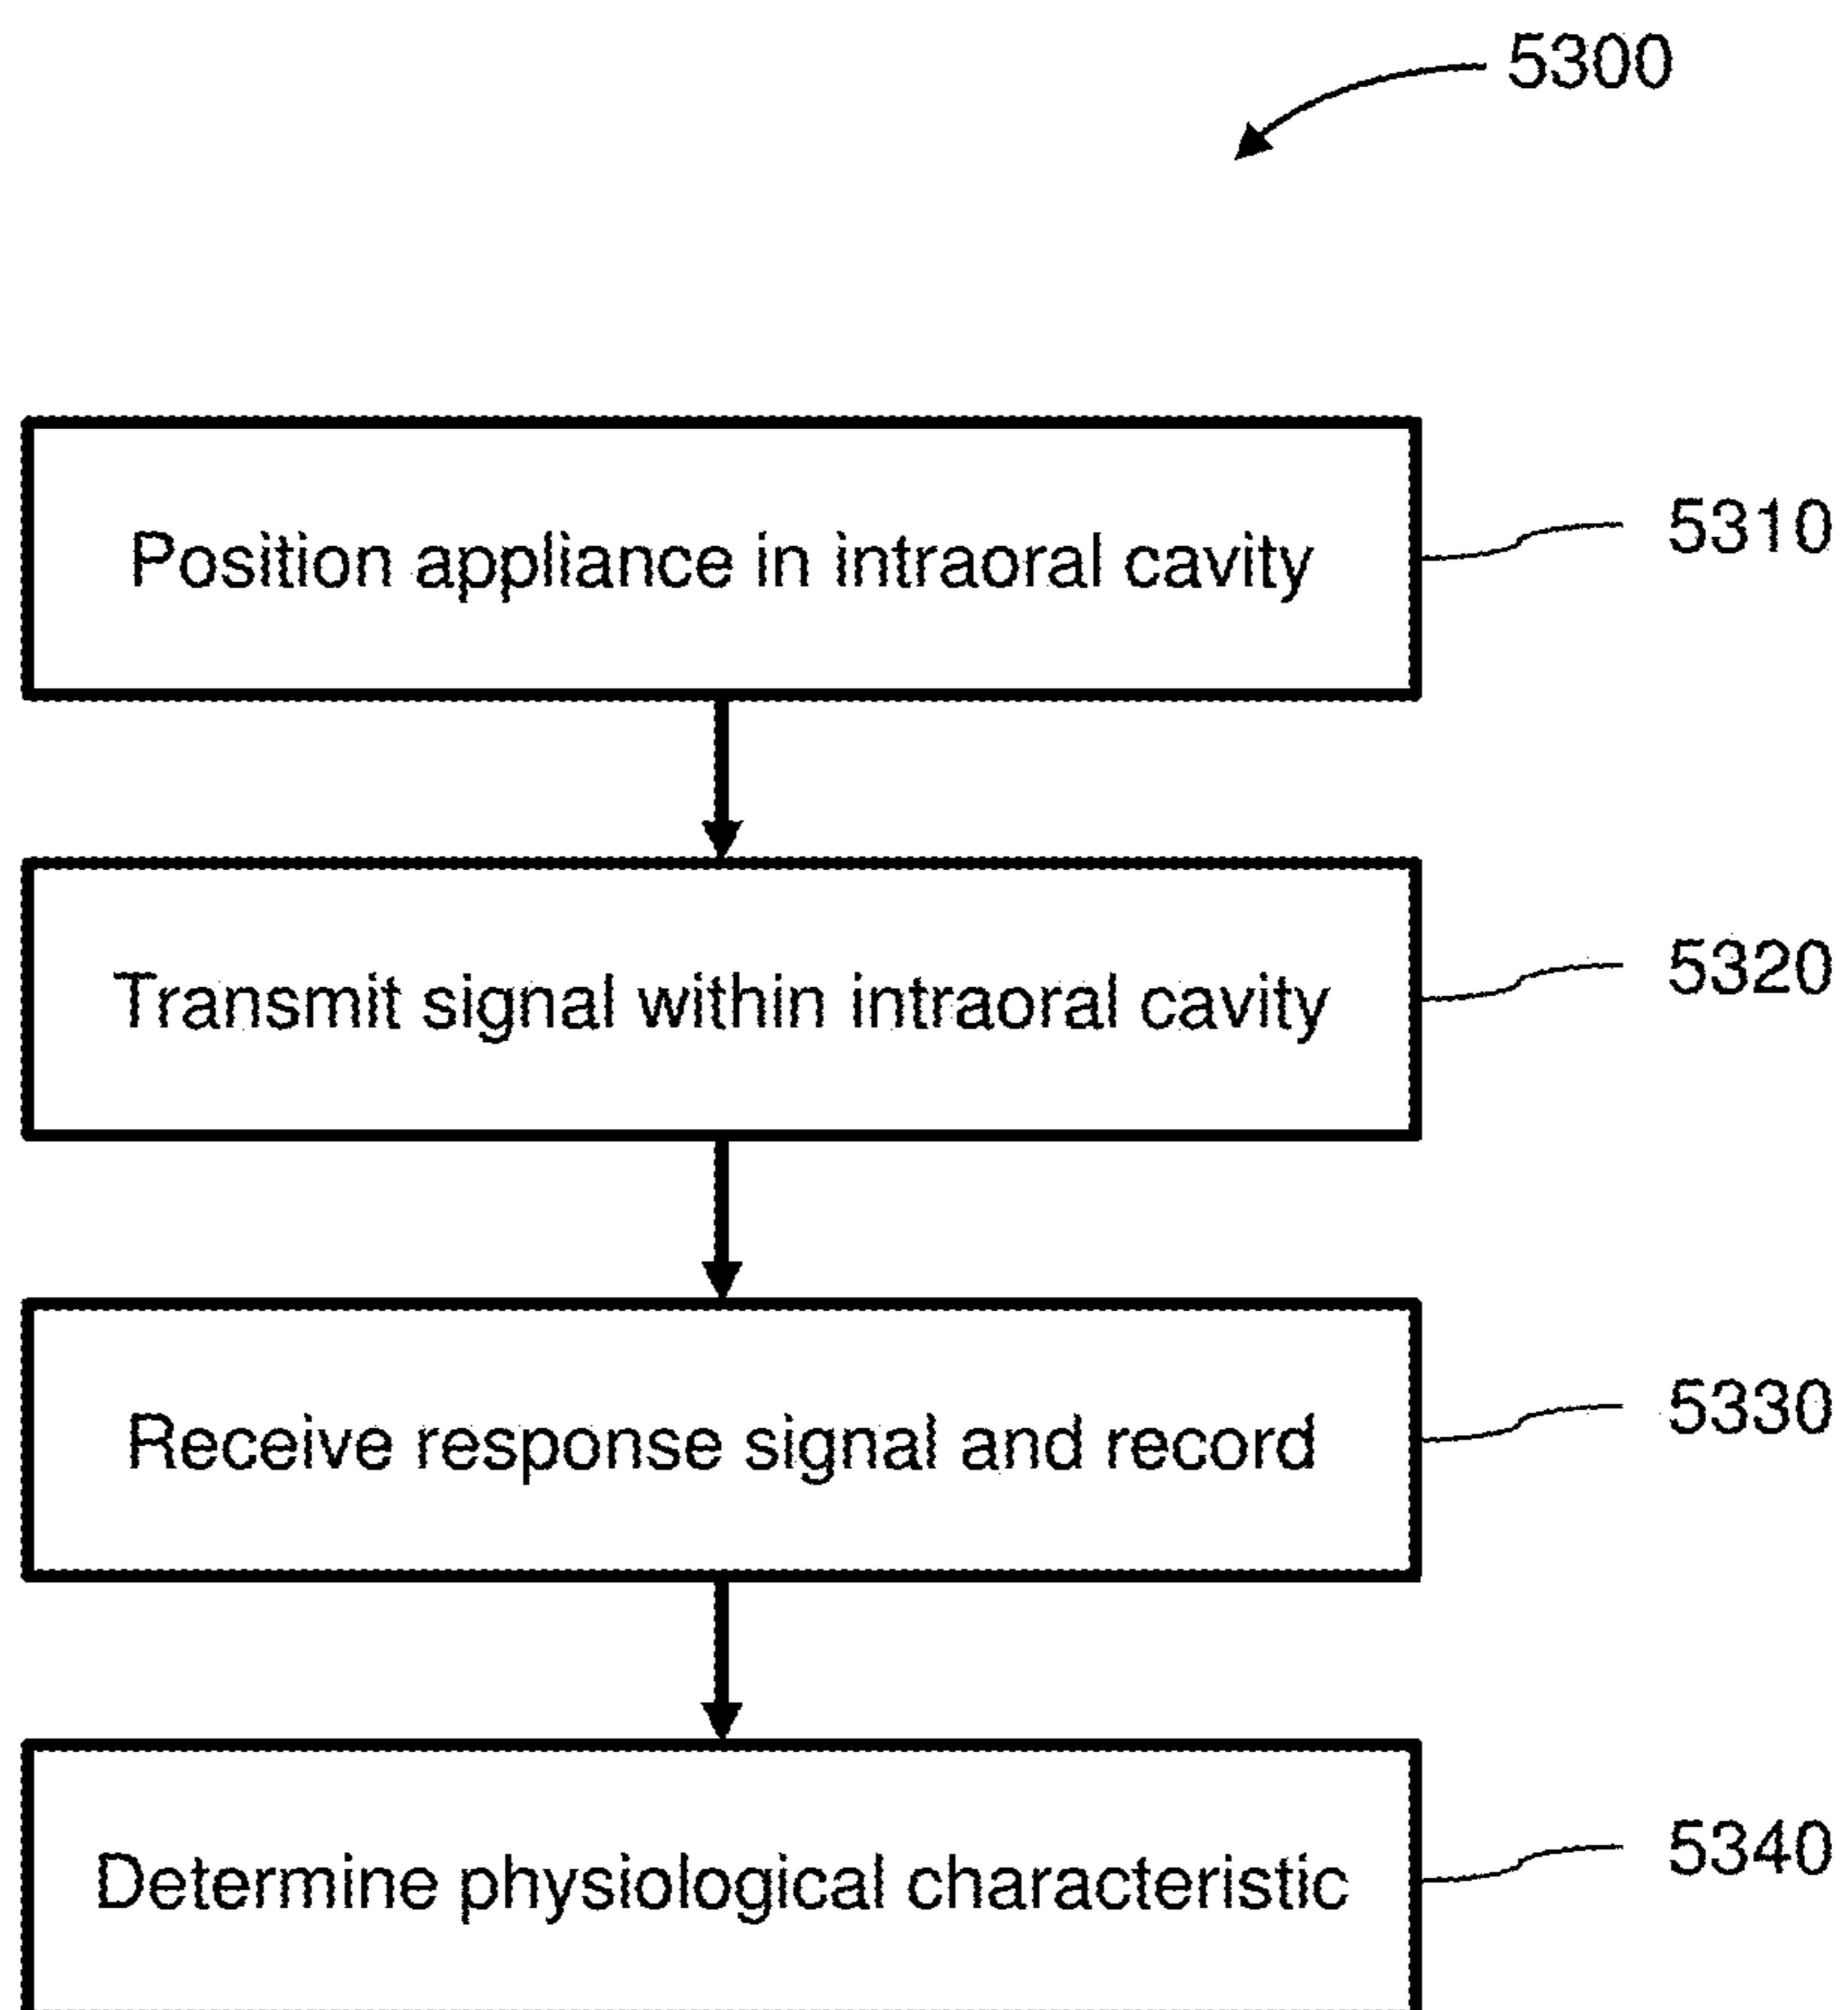 5300
Position appliance in intraoral cavity
5310
Transmit signal within intraoral cavity
5320
Receive response signal and record
5330
Determine physiological characteristic
5340